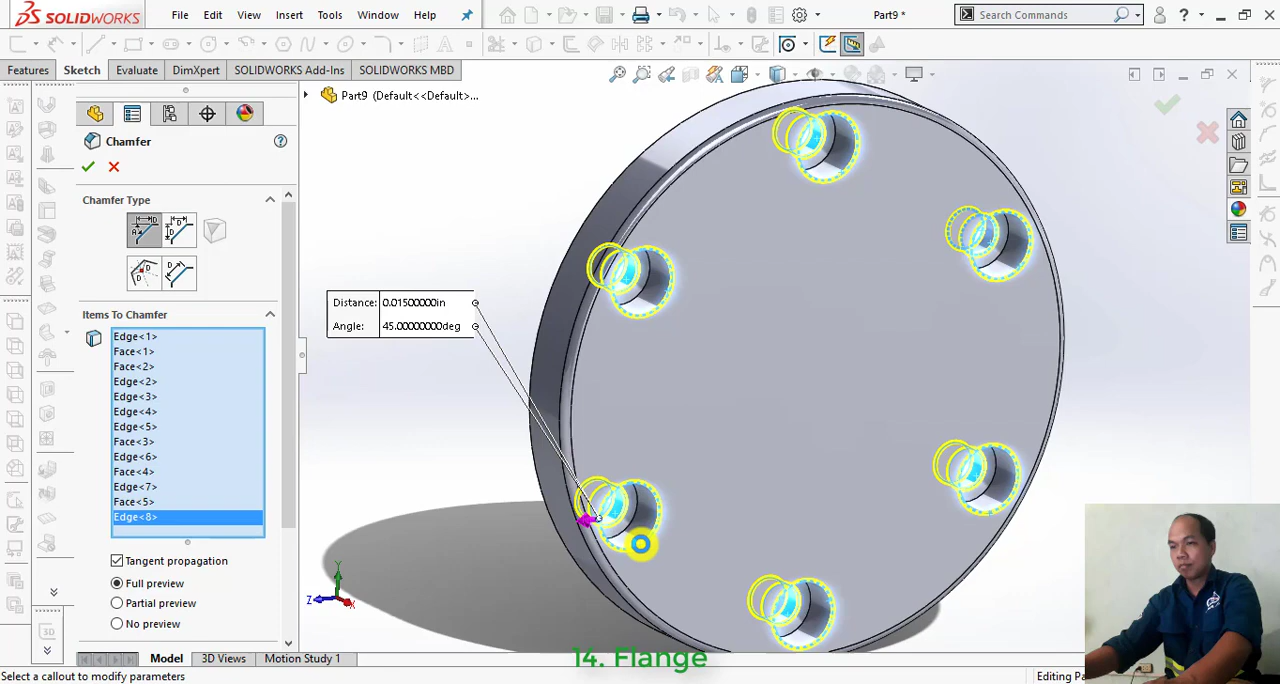 SOLIDWORKS
File
Edit
View
Insert
Tools
Window
Help
Part9 *
Search Commands
?
Features
Sketch
Evaluate
DimXpert
SOLIDWORKS Add-Ins
SOLIDWORKS MBD
Part9 (Default<<Default>...
Chamfer
Chamfer Type
Items To Chamfer
Edge<1>
Face<1>
Face<2>
Edge<2>
Edge<3>
Edge<4>
Edge<5>
Face<3>
Edge<6>
Face<4>
Edge<7>
Face<5>
Edge<8>
Tangent propagation
Full preview
Partial preview
No preview
Distance: 0.01500000in
Angle: 45.00000000deg
Y
Z
X
3D
Model
3D Views
Motion Study 1
14. Flange
Select a callout to modify parameters
Editing Pa